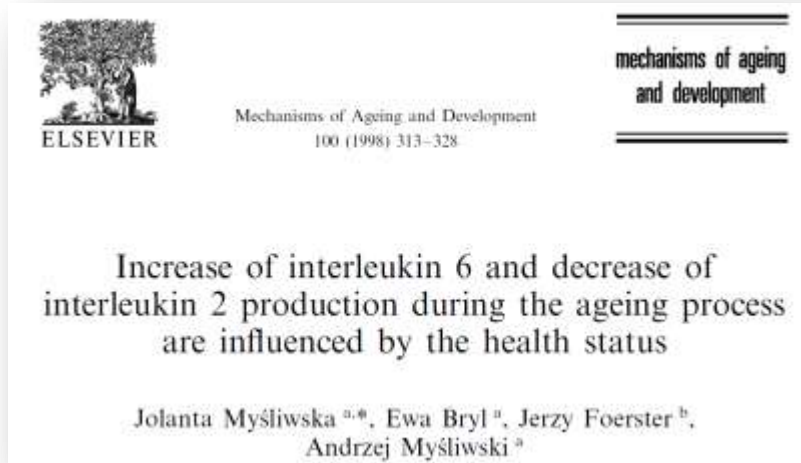 ELSEVIER
Mechanisms of Ageing and Development
100 (1998) 313–328
mechanisms of ageing
and development
Increase of interleukin 6 and decrease of
interleukin 2 production during the ageing process
are influenced by the health status
Jolanta Myśliwska a,*, Ewa Bryl a, Jerzy Foerster b,
Andrzej Myśliwski a